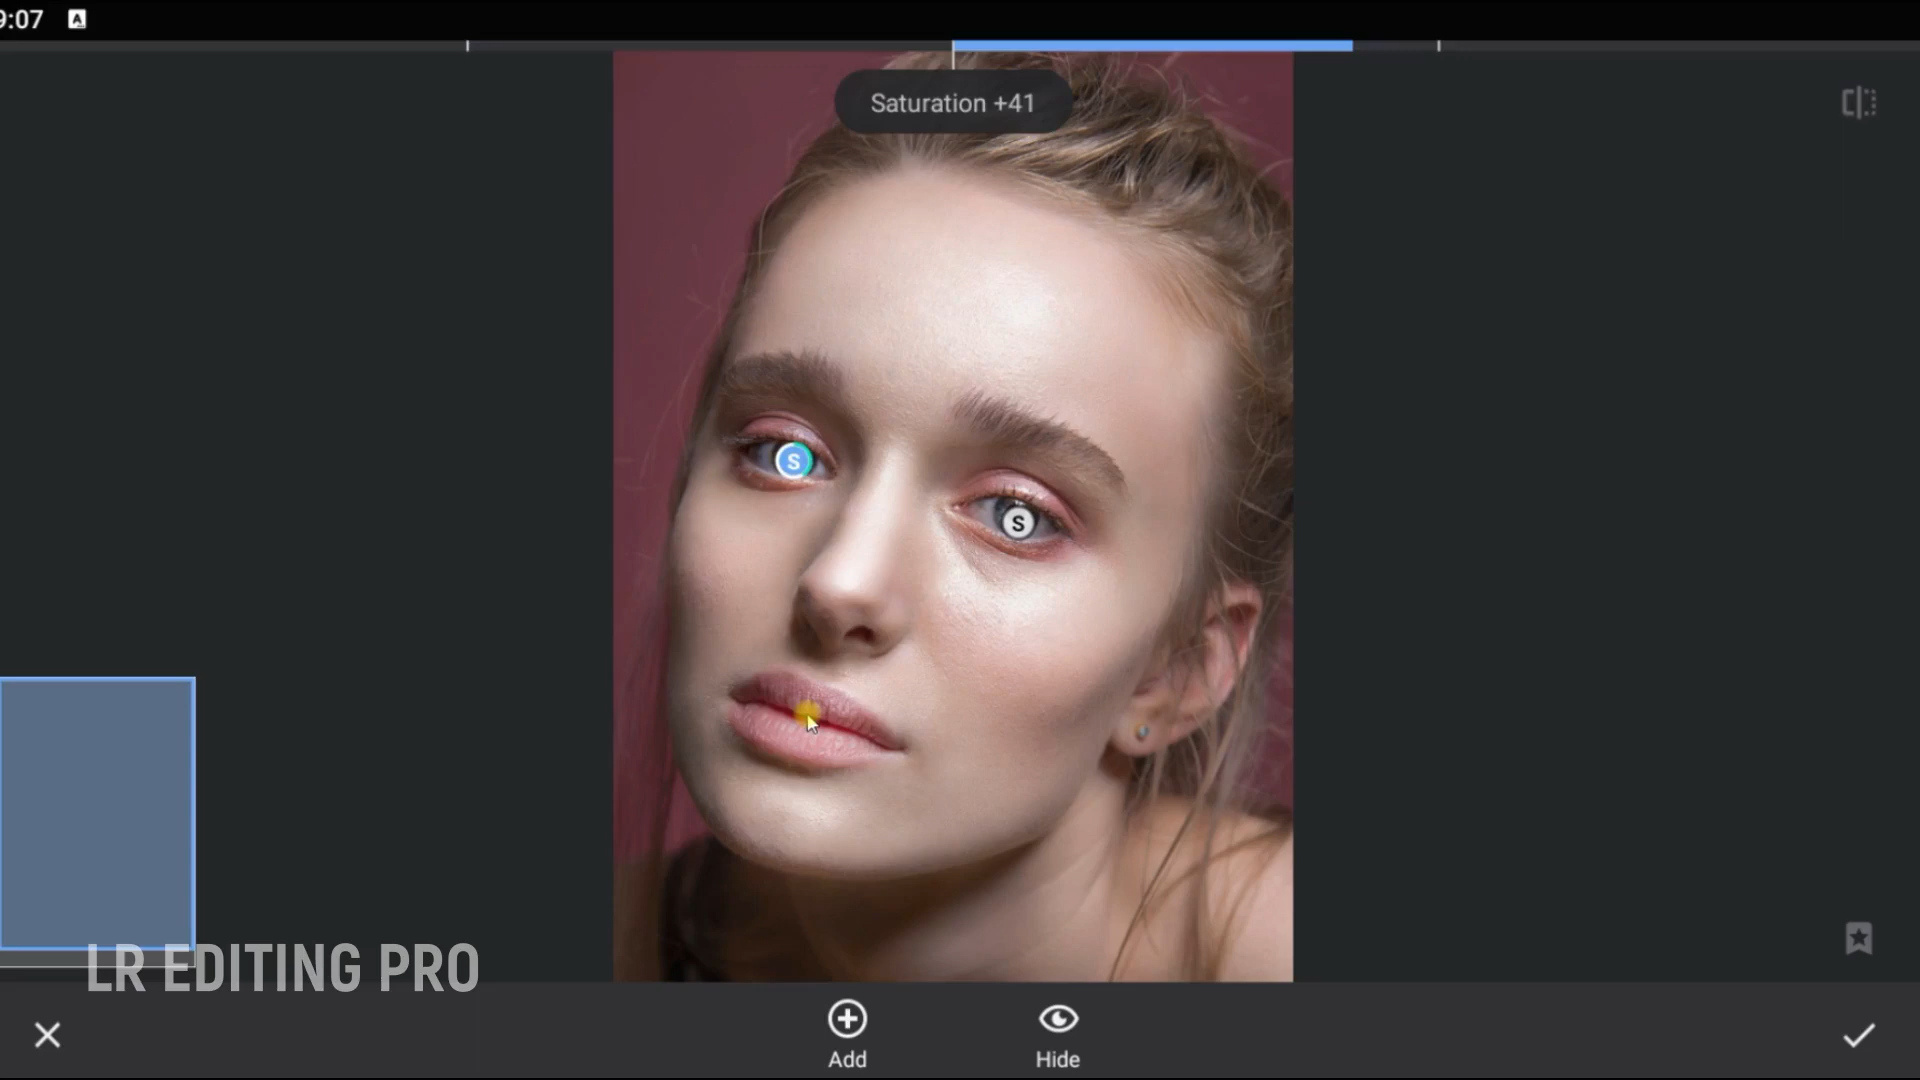 9:07 A
Saturation +41
S
S
LR EDITING PRO
Add
Hide